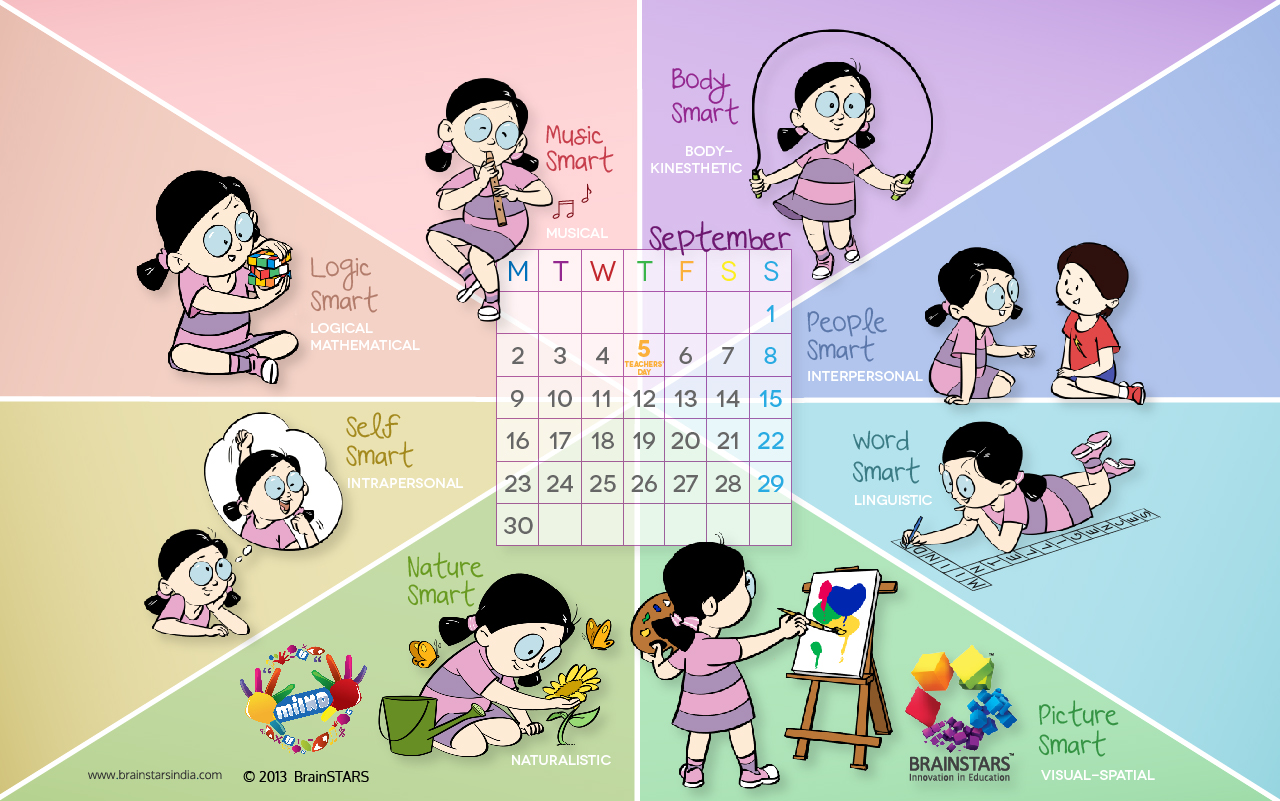 Body
Smart
BODY-
KINESTHETIC
Music
Smart
MUSICAL
Logic
Smart
LOGICAL
MATHEMATICAL
September
M T W T F S S
1
2 3 4 5 6 7 8
TEACHERS'
DAY
9 10 11 12 13 14 15
16 17 18 19 20 21 22
23 24 25 26 27 28 29
30
People
Smart
INTERPERSONAL
Self
Smart
INTRAPERSONAL
Word
Smart
LINGUISTIC
Nature
Smart
NATURALISTIC
Picture
Smart
VISUAL-SPATIAL
milNd
www.brainstarsindia.com
© 2013 BrainSTARS
BRAINSTARS™
Innovation in Education